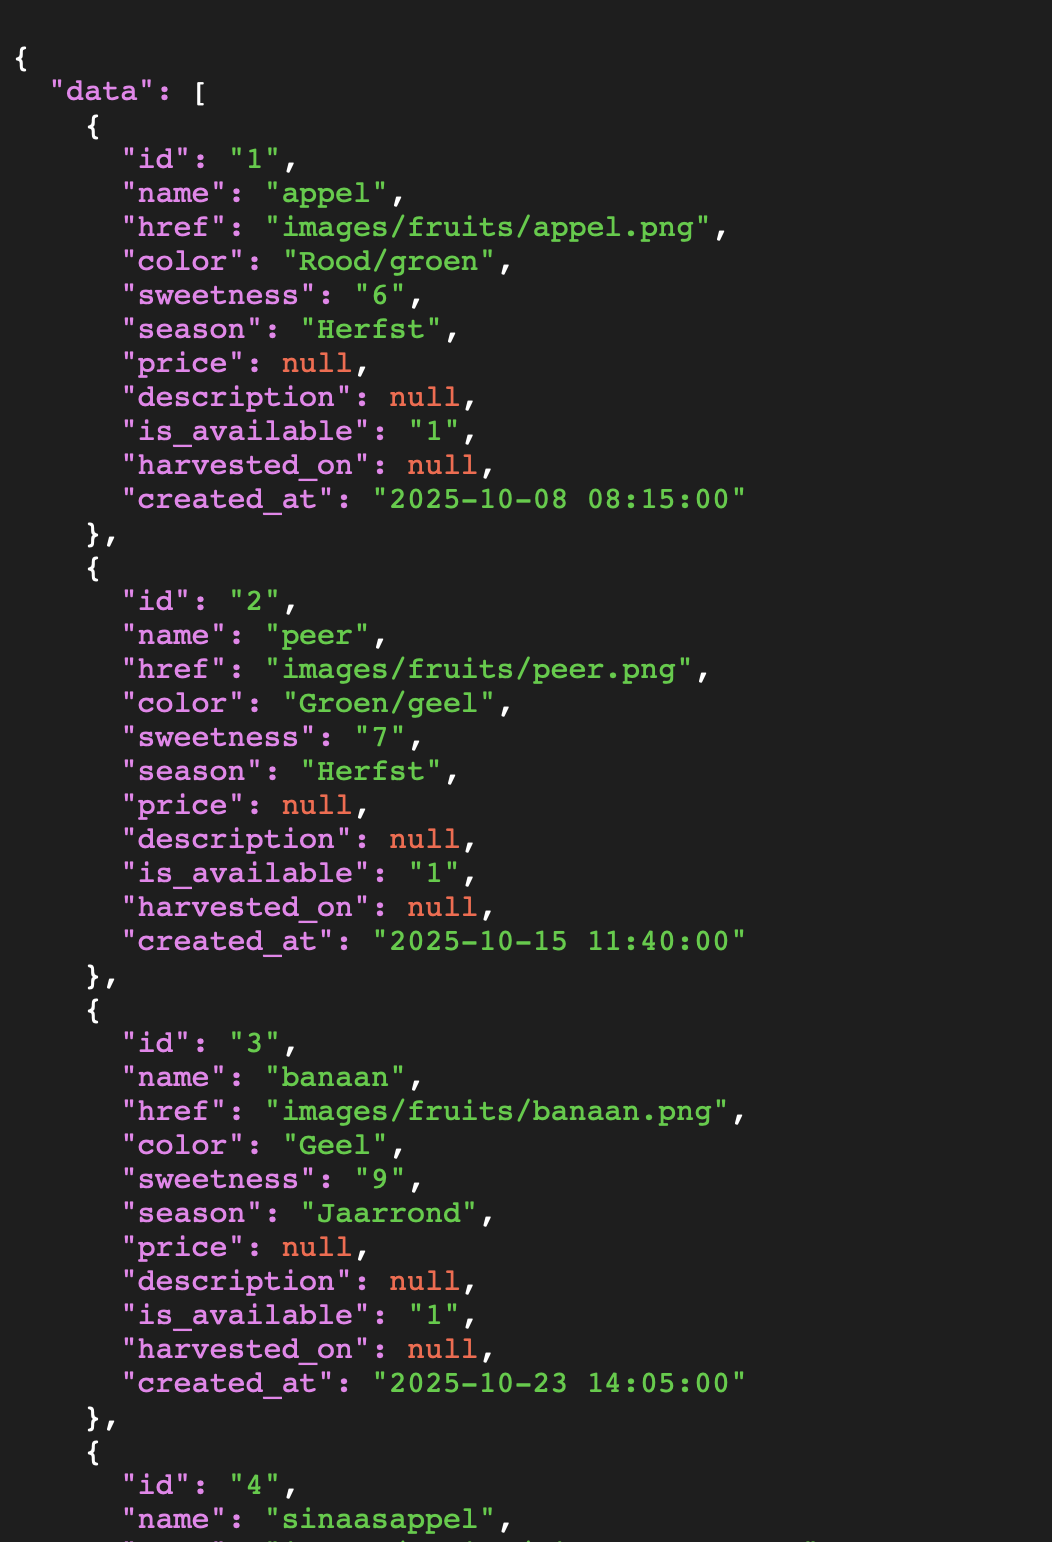 {
  "data": [
    {
      "id": "1",
      "name": "appel",
      "href": "images/fruits/appel.png",
      "color": "Rood/groen",
      "sweetness": "6",
      "season": "Herfst",
      "price": null,
      "description": null,
      "is_available": "1",
      "harvested_on": null,
      "created_at": "2025-10-08 08:15:00"
    },
    {
      "id": "2",
      "name": "peer",
      "href": "images/fruits/peer.png",
      "color": "Groen/geel",
      "sweetness": "7",
      "season": "Herfst",
      "price": null,
      "description": null,
      "is_available": "1",
      "harvested_on": null,
      "created_at": "2025-10-15 11:40:00"
    },
    {
      "id": "3",
      "name": "banaan",
      "href": "images/fruits/banaan.png",
      "color": "Geel",
      "sweetness": "9",
      "season": "Jaarrond",
      "price": null,
      "description": null,
      "is_available": "1",
      "harvested_on": null,
      "created_at": "2025-10-23 14:05:00"
    },
    {
      "id": "4",
      "name": "sinaasappel",